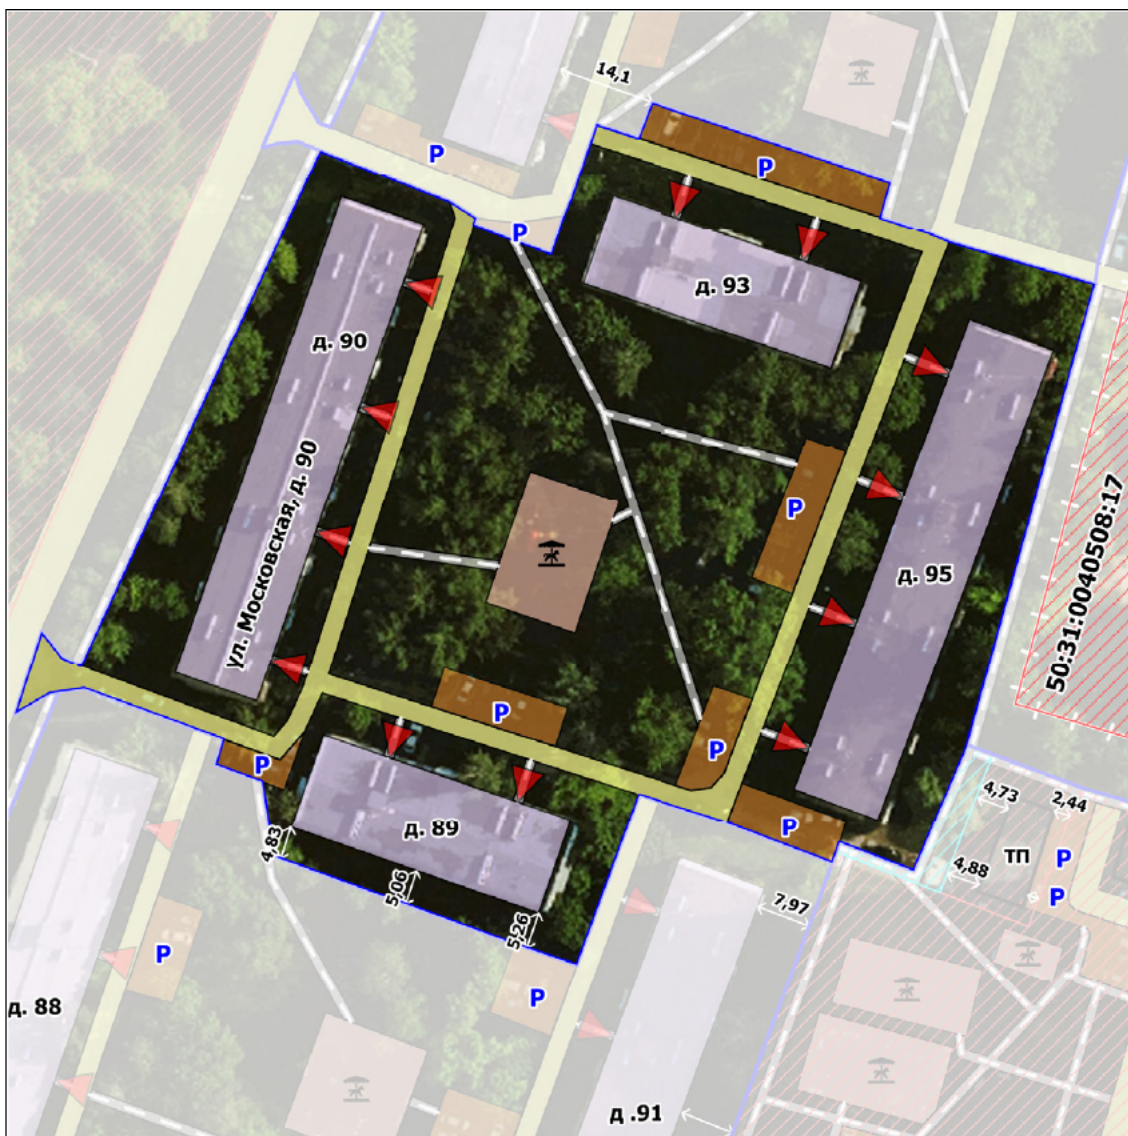 14,1
P
P
P
д. 93
д. 90
ул. Московская, д. 90
P
д. 95
50:31:0040508:17
P
P
P
4,73
2,44
д. 89
P
4,83
ТП
P
4,88
5,06
P
7,97
5,26
P
P
д. 88
д .91